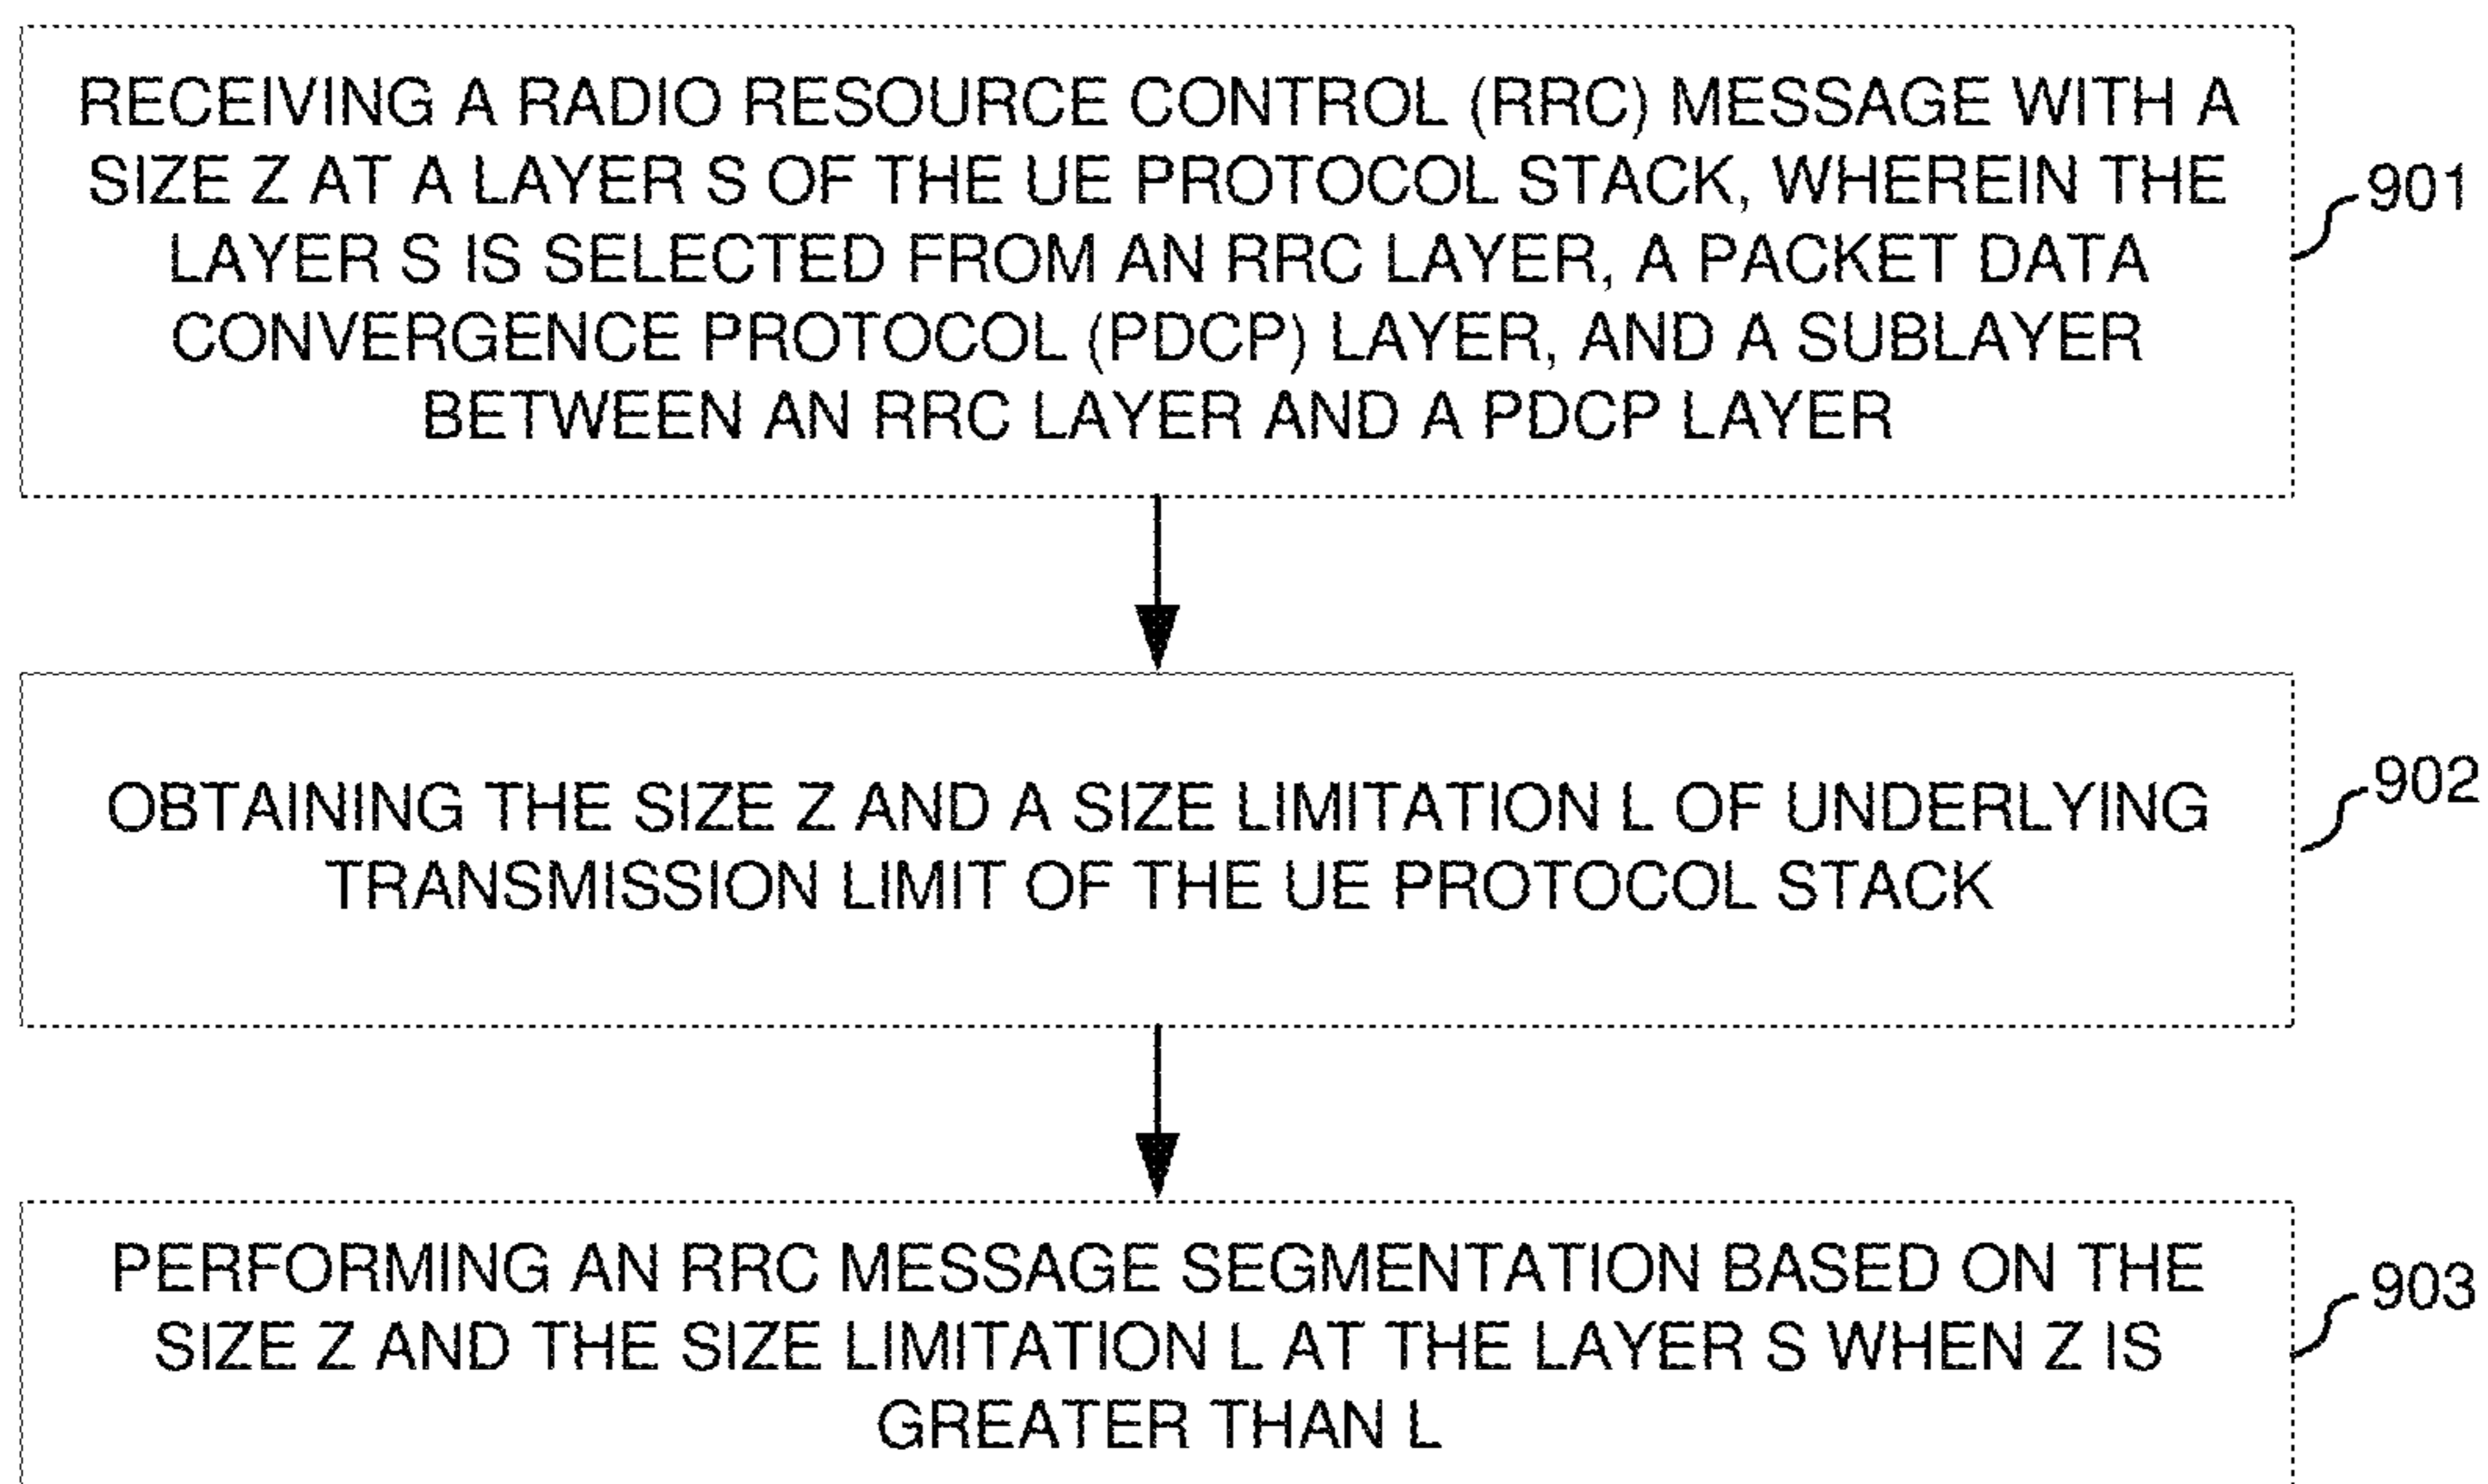 RECEIVING A RADIO RESOURCE CONTROL (RRC) MESSAGE WITH A
SIZE Z AT A LAYER S OF THE UE PROTOCOL STACK, WHEREIN THE
LAYER S IS SELECTED FROM AN RRC LAYER, A PACKET DATA
CONVERGENCE PROTOCOL (PDCP) LAYER, AND A SUBLAYER
BETWEEN AN RRC LAYER AND A PDCP LAYER
901
OBTAINING THE SIZE Z AND A SIZE LIMITATION L OF UNDERLYING
TRANSMISSION LIMIT OF THE UE PROTOCOL STACK
902
PERFORMING AN RRC MESSAGE SEGMENTATION BASED ON THE
SIZE Z AND THE SIZE LIMITATION L AT THE LAYER S WHEN Z IS
GREATER THAN L
903